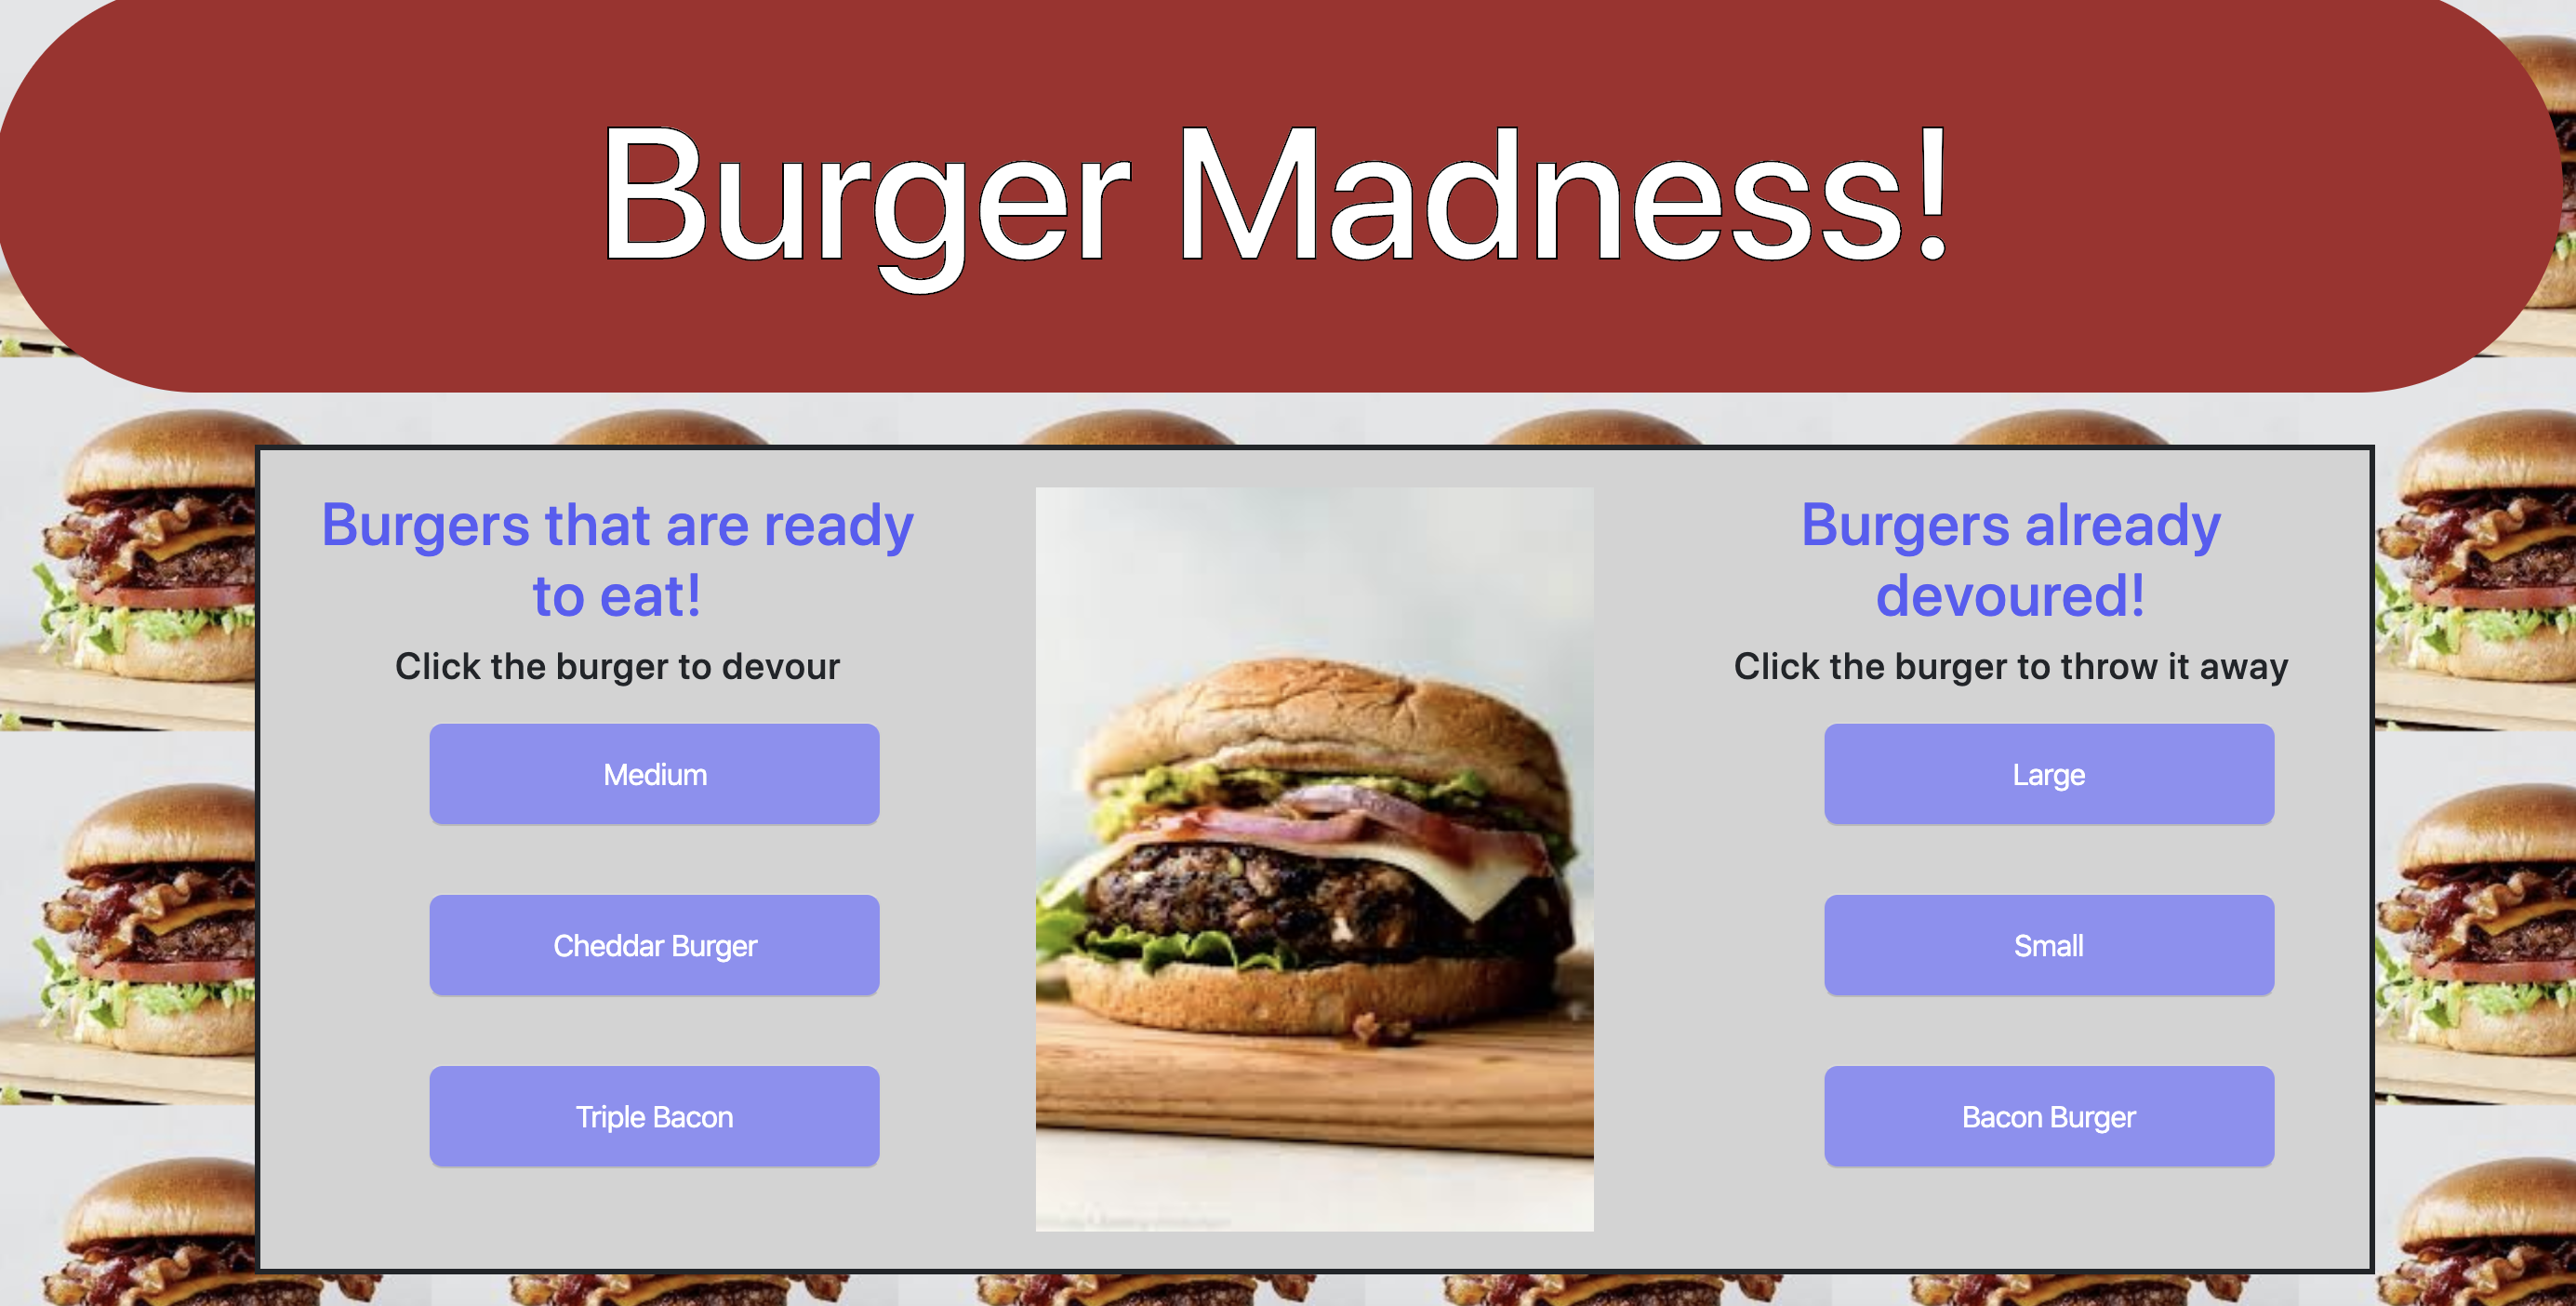 Burger Madness!
Burgers that are ready
to eat!
Click the burger to devour
Medium
Cheddar Burger
Triple Bacon
Burgers already
devoured!
Click the burger to throw it away
Large
Small
Bacon Burger